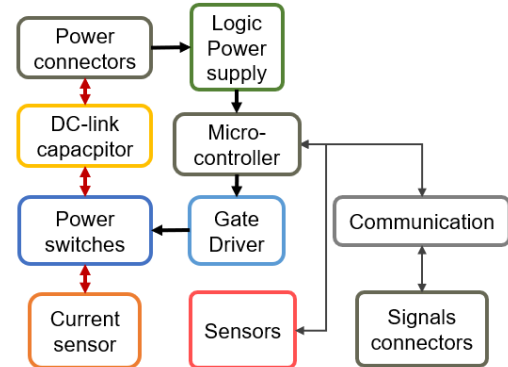 Power
connectors
Logic
Power
supply
DC-link
capacpitor
Micro-
controller
Power
switches
Gate
Driver
Communication
Current
sensor
Sensors
Signals
connectors